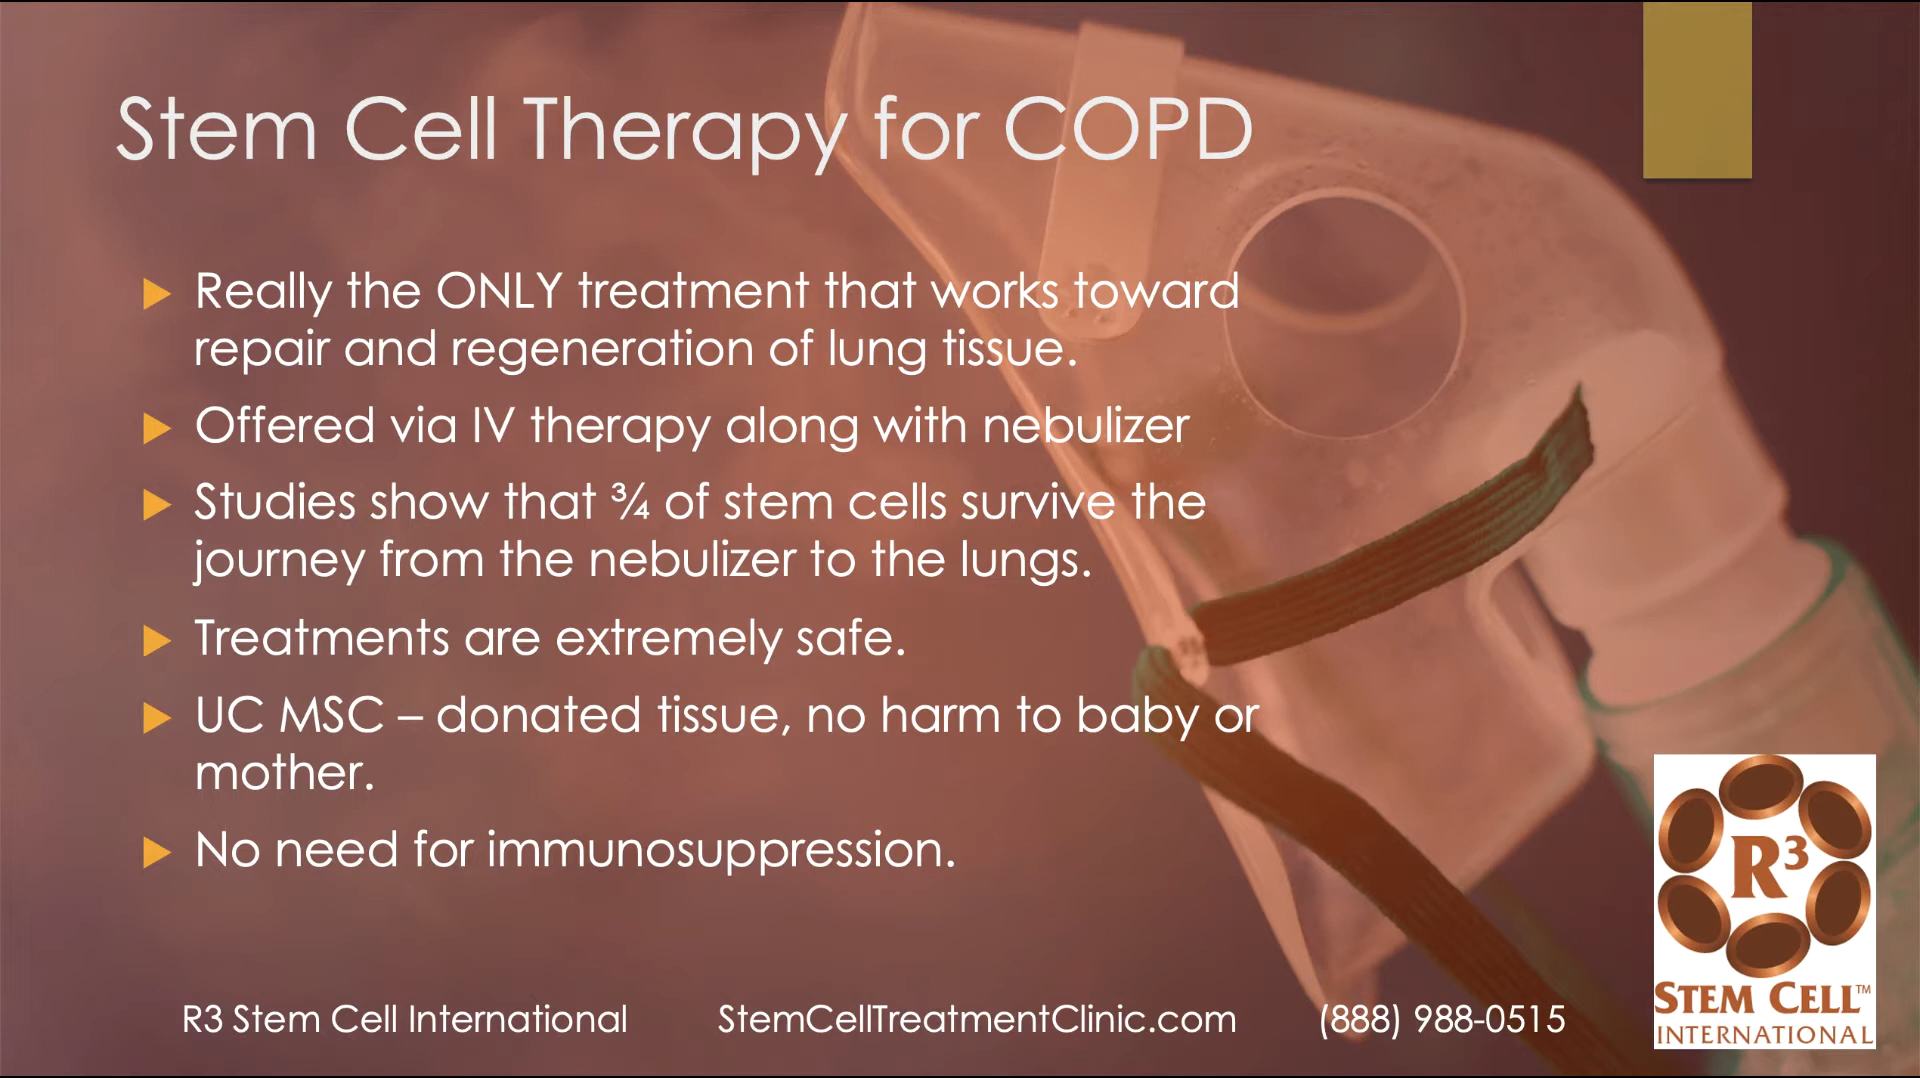 Stem Cell Therapy for COPD
Really the ONLY treatment that works toward
repair and regeneration of lung tissue.
Offered via IV therapy along with nebulizer
Studies show that ¾ of stem cells survive the
journey from the nebulizer to the lungs.
Treatments are extremely safe.
UC MSC – donated tissue, no harm to baby or
mother.
No need for immunosuppression.
R3 Stem Cell International StemCellTreatmentClinic.com (888) 988-0515
R³
STEM CELL™
INTERNATIONAL